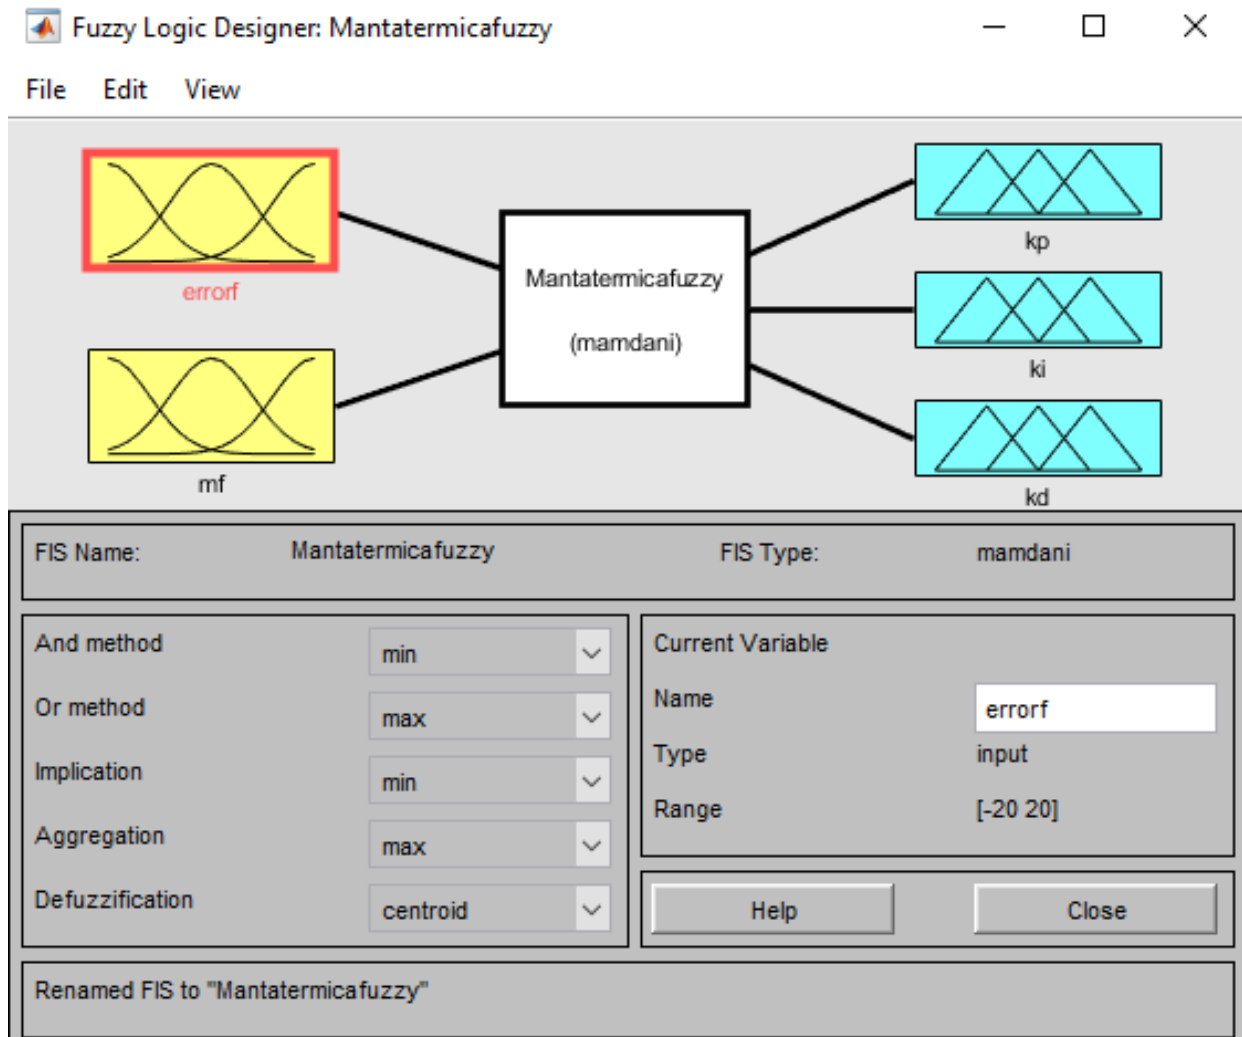 Fuzzy Logic Designer: Mantatermicafuzzy
File Edit View
errorf
mf
Mantatermicafuzzy
(mamdani)
kp
ki
kd
FIS Name: Mantatermicafuzzy FIS Type: mamdani
And method min
Or method max
Implication min
Aggregation max
Defuzzification centroid
Current Variable
Name errorf
Type input
Range [-20 20]
Help Close
Renamed FIS to "Mantatermicafuzzy"